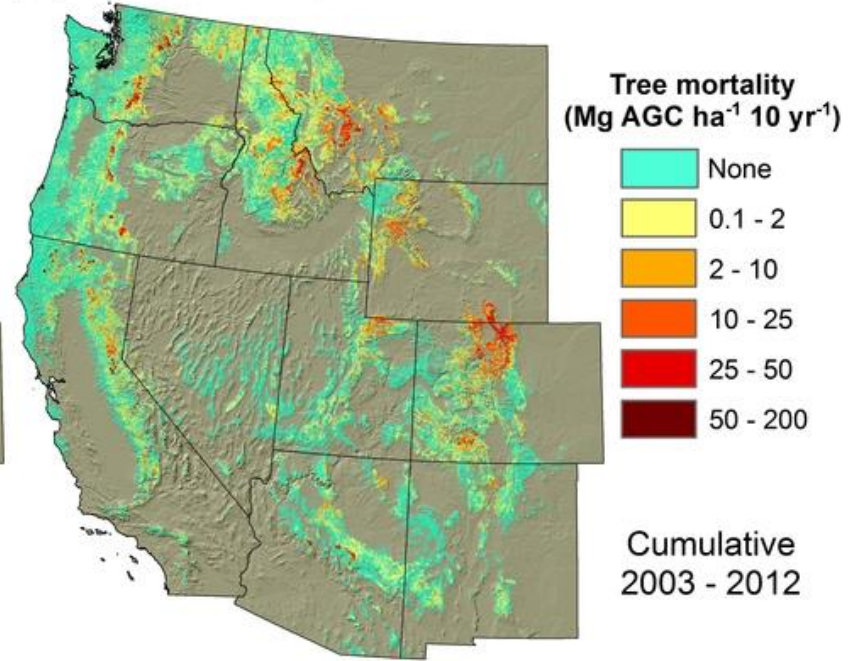 Tree mortality
(Mg AGC ha⁻¹ 10 yr⁻¹)
None
0.1 - 2
2 - 10
10 - 25
25 - 50
50 - 200
Cumulative
2003 - 2012